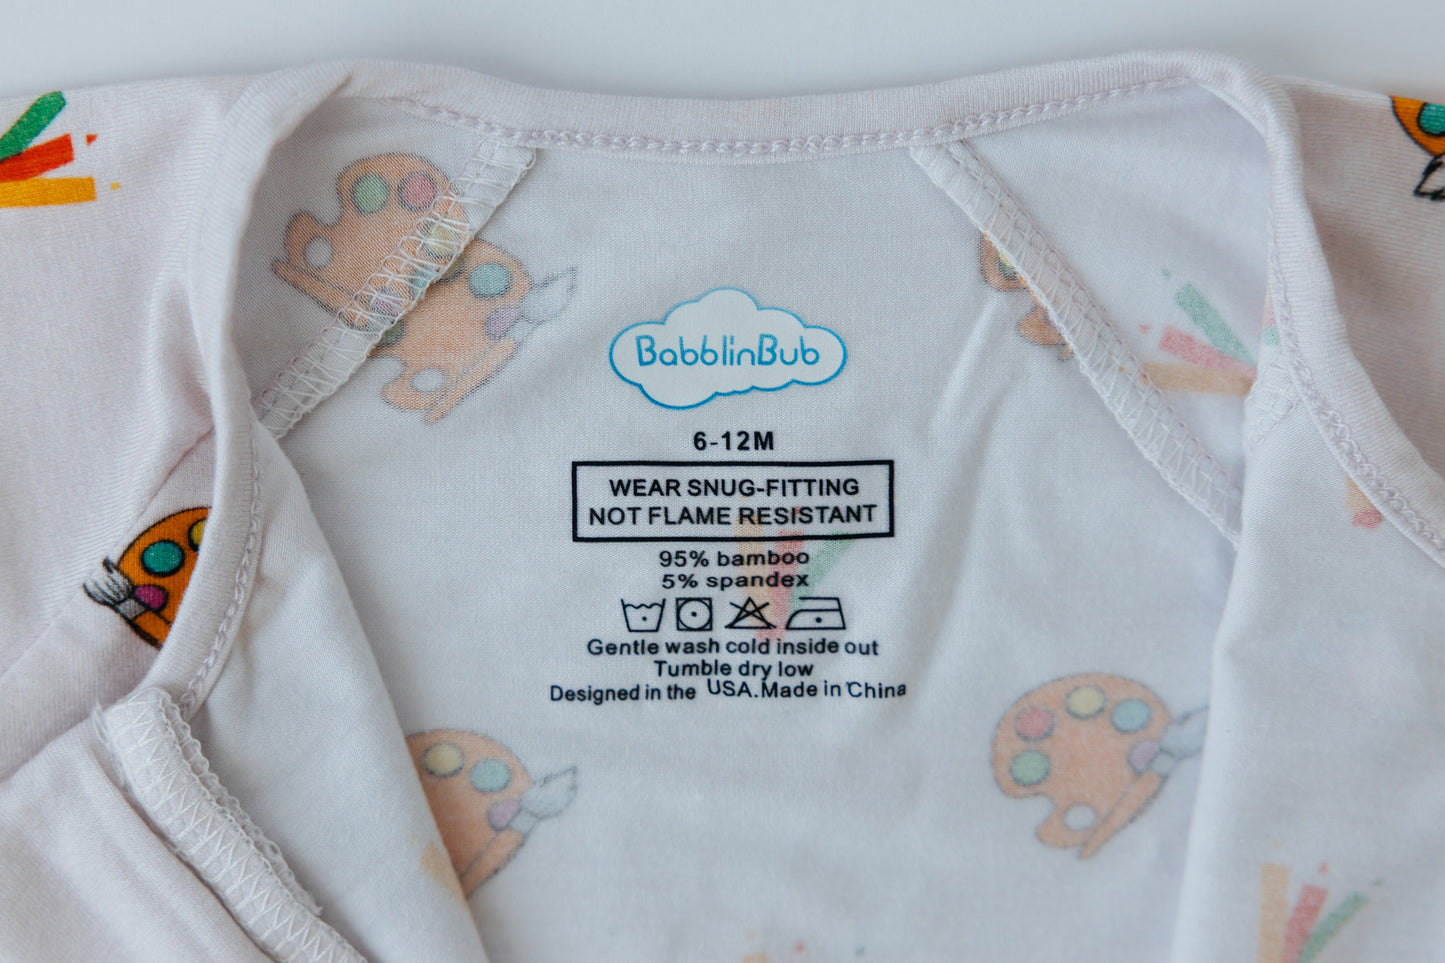 BabblinBub
6-12M
WEAR SNUG-FITTING
NOT FLAME RESISTANT
95% bamboo
5% spandex
Gentle wash cold inside out
Tumble dry low
Designed in the USA.Made in China